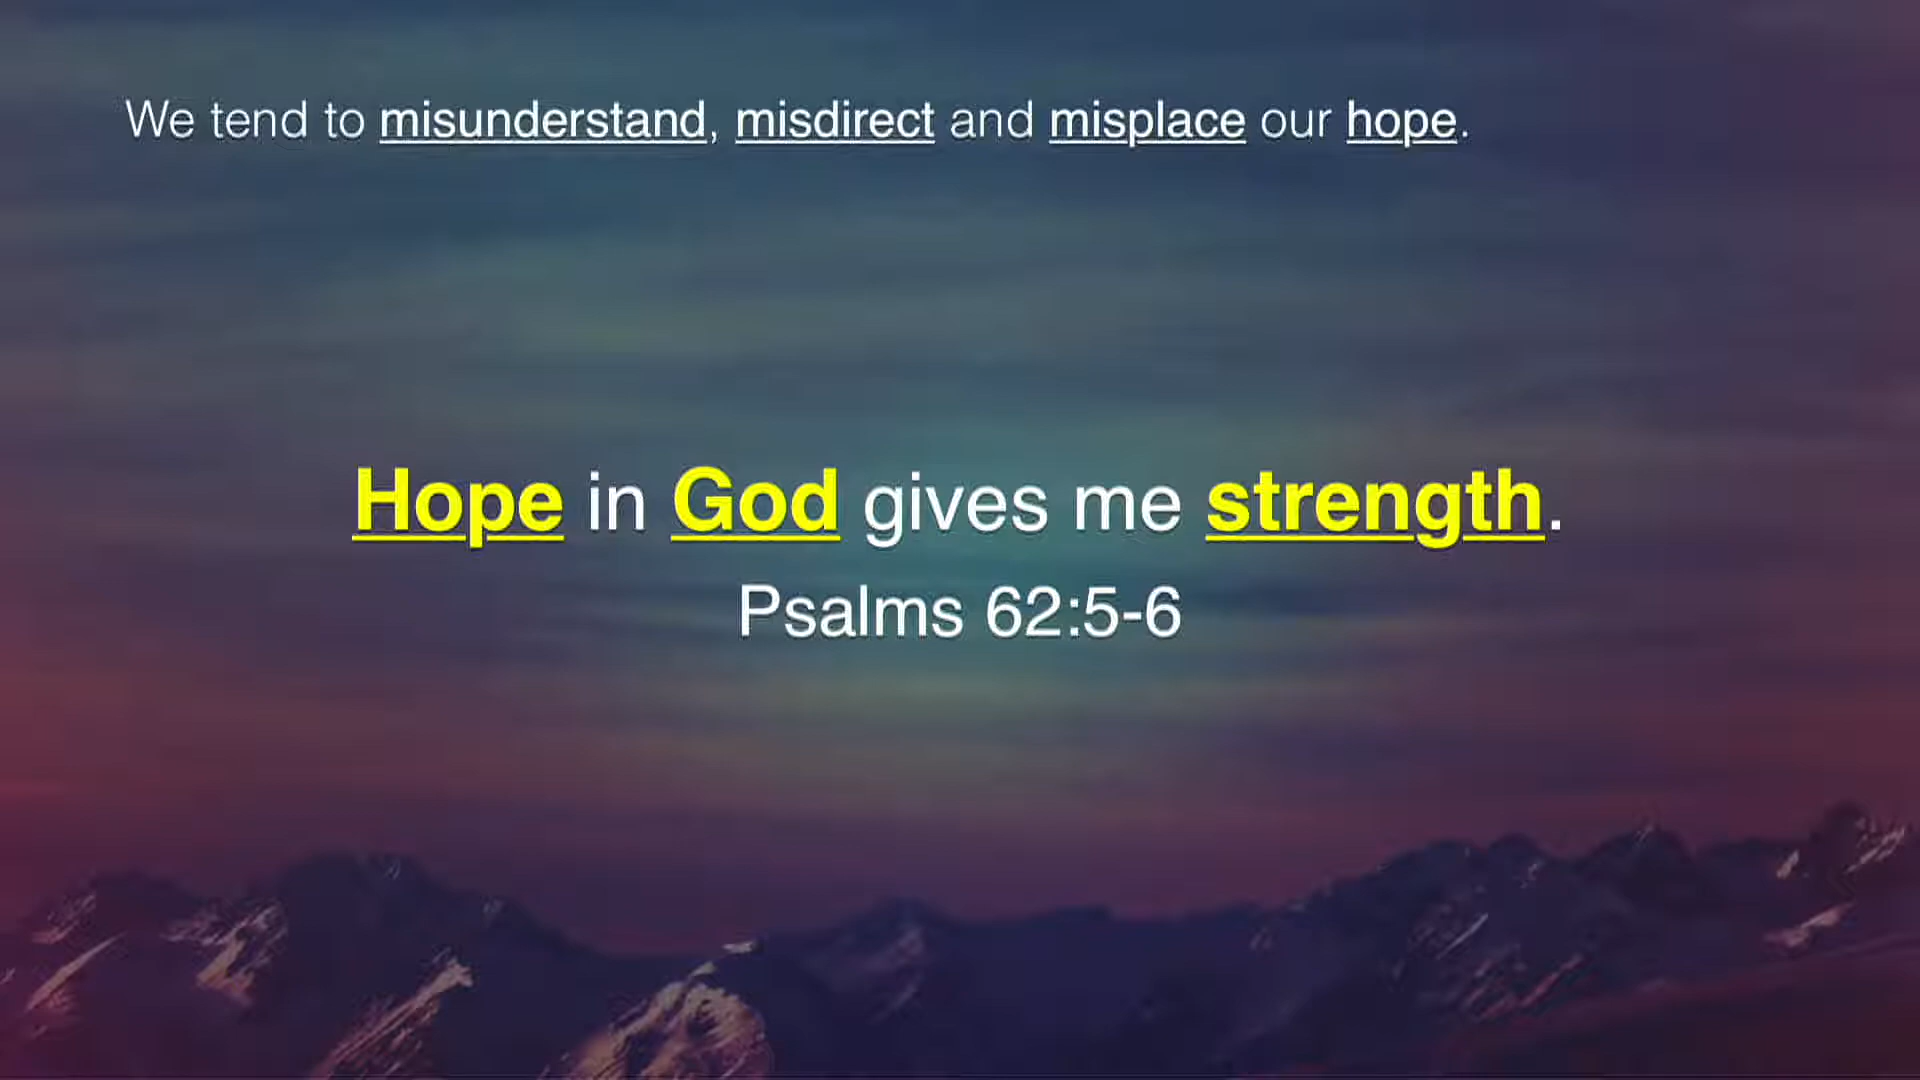 We tend to misunderstand, misdirect and misplace our hope.
Hope in God gives me strength.
Psalms 62:5-6